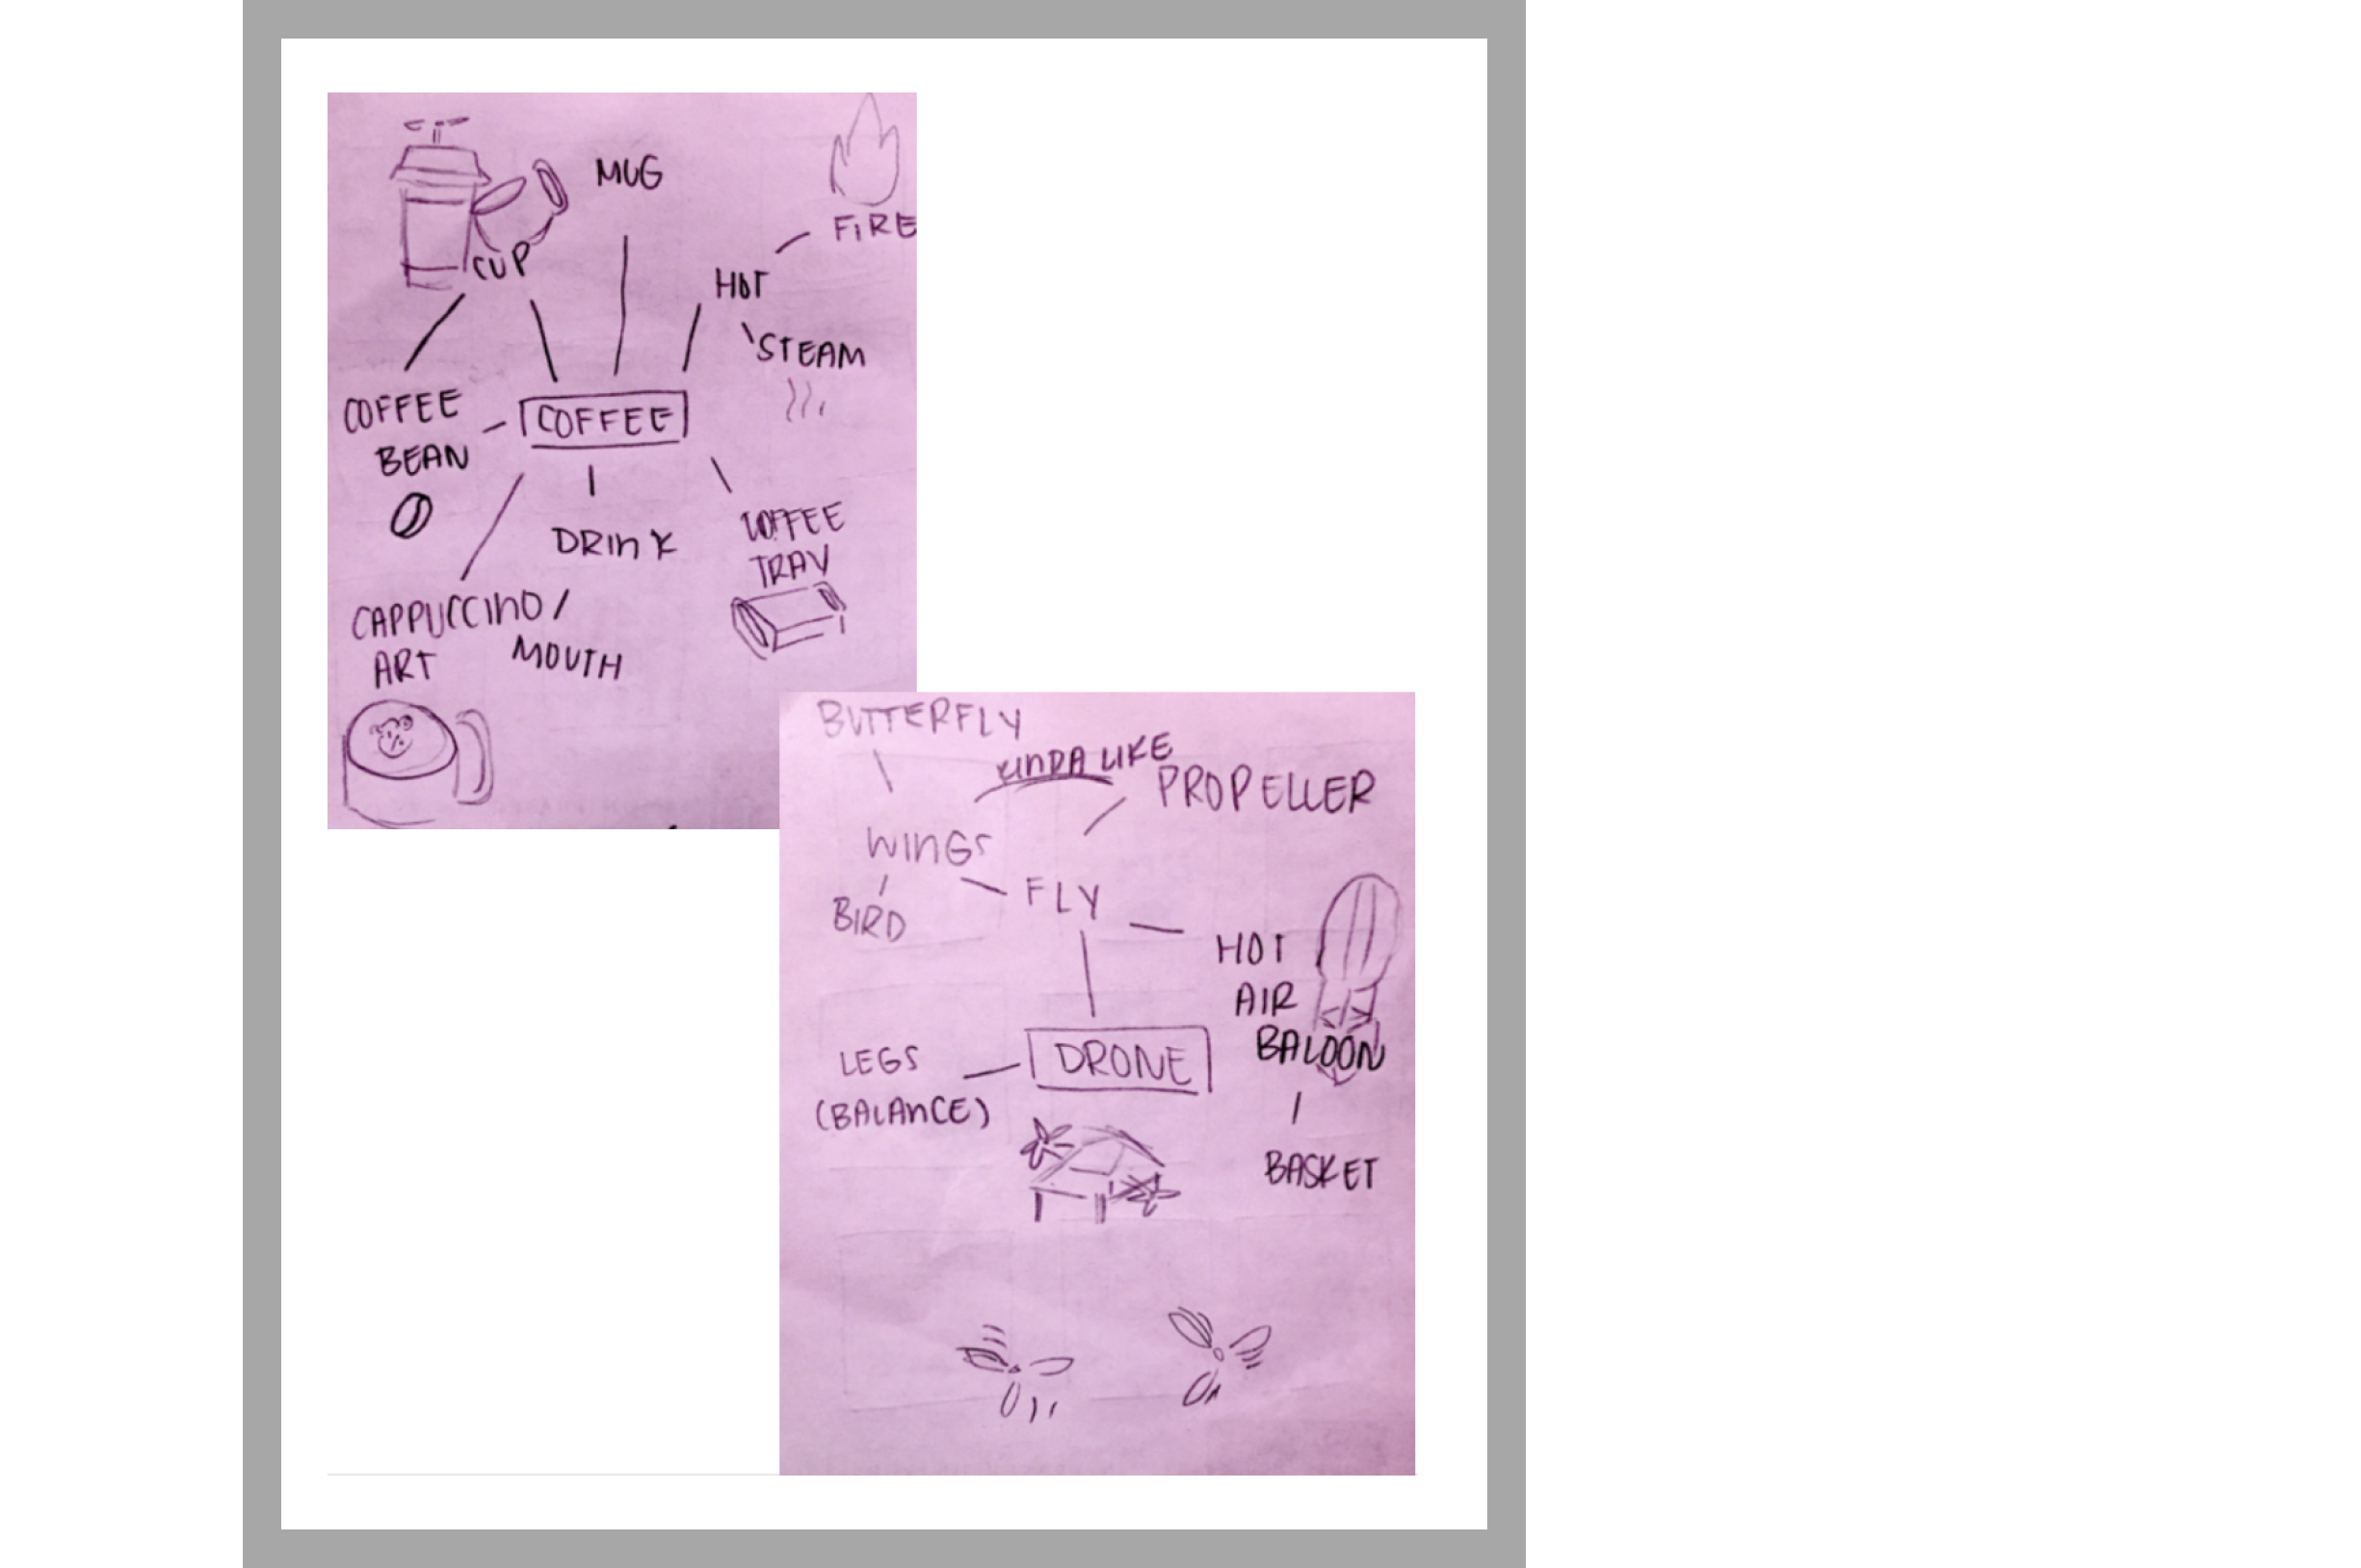 MUG
FIRE
CUP
HOT
STEAM
COFFEE
BEAN
COFFEE
DRINK
COFFEE
TRAY
CAPPUCCINO /
ART
MOUTH
BUTTERFLY
KINDA LIKE
PROPELLER
WINGS
FLY
BIRD
HOT
AIR
BALOON
LEGS
(BALANCE)
DRONE
BASKET